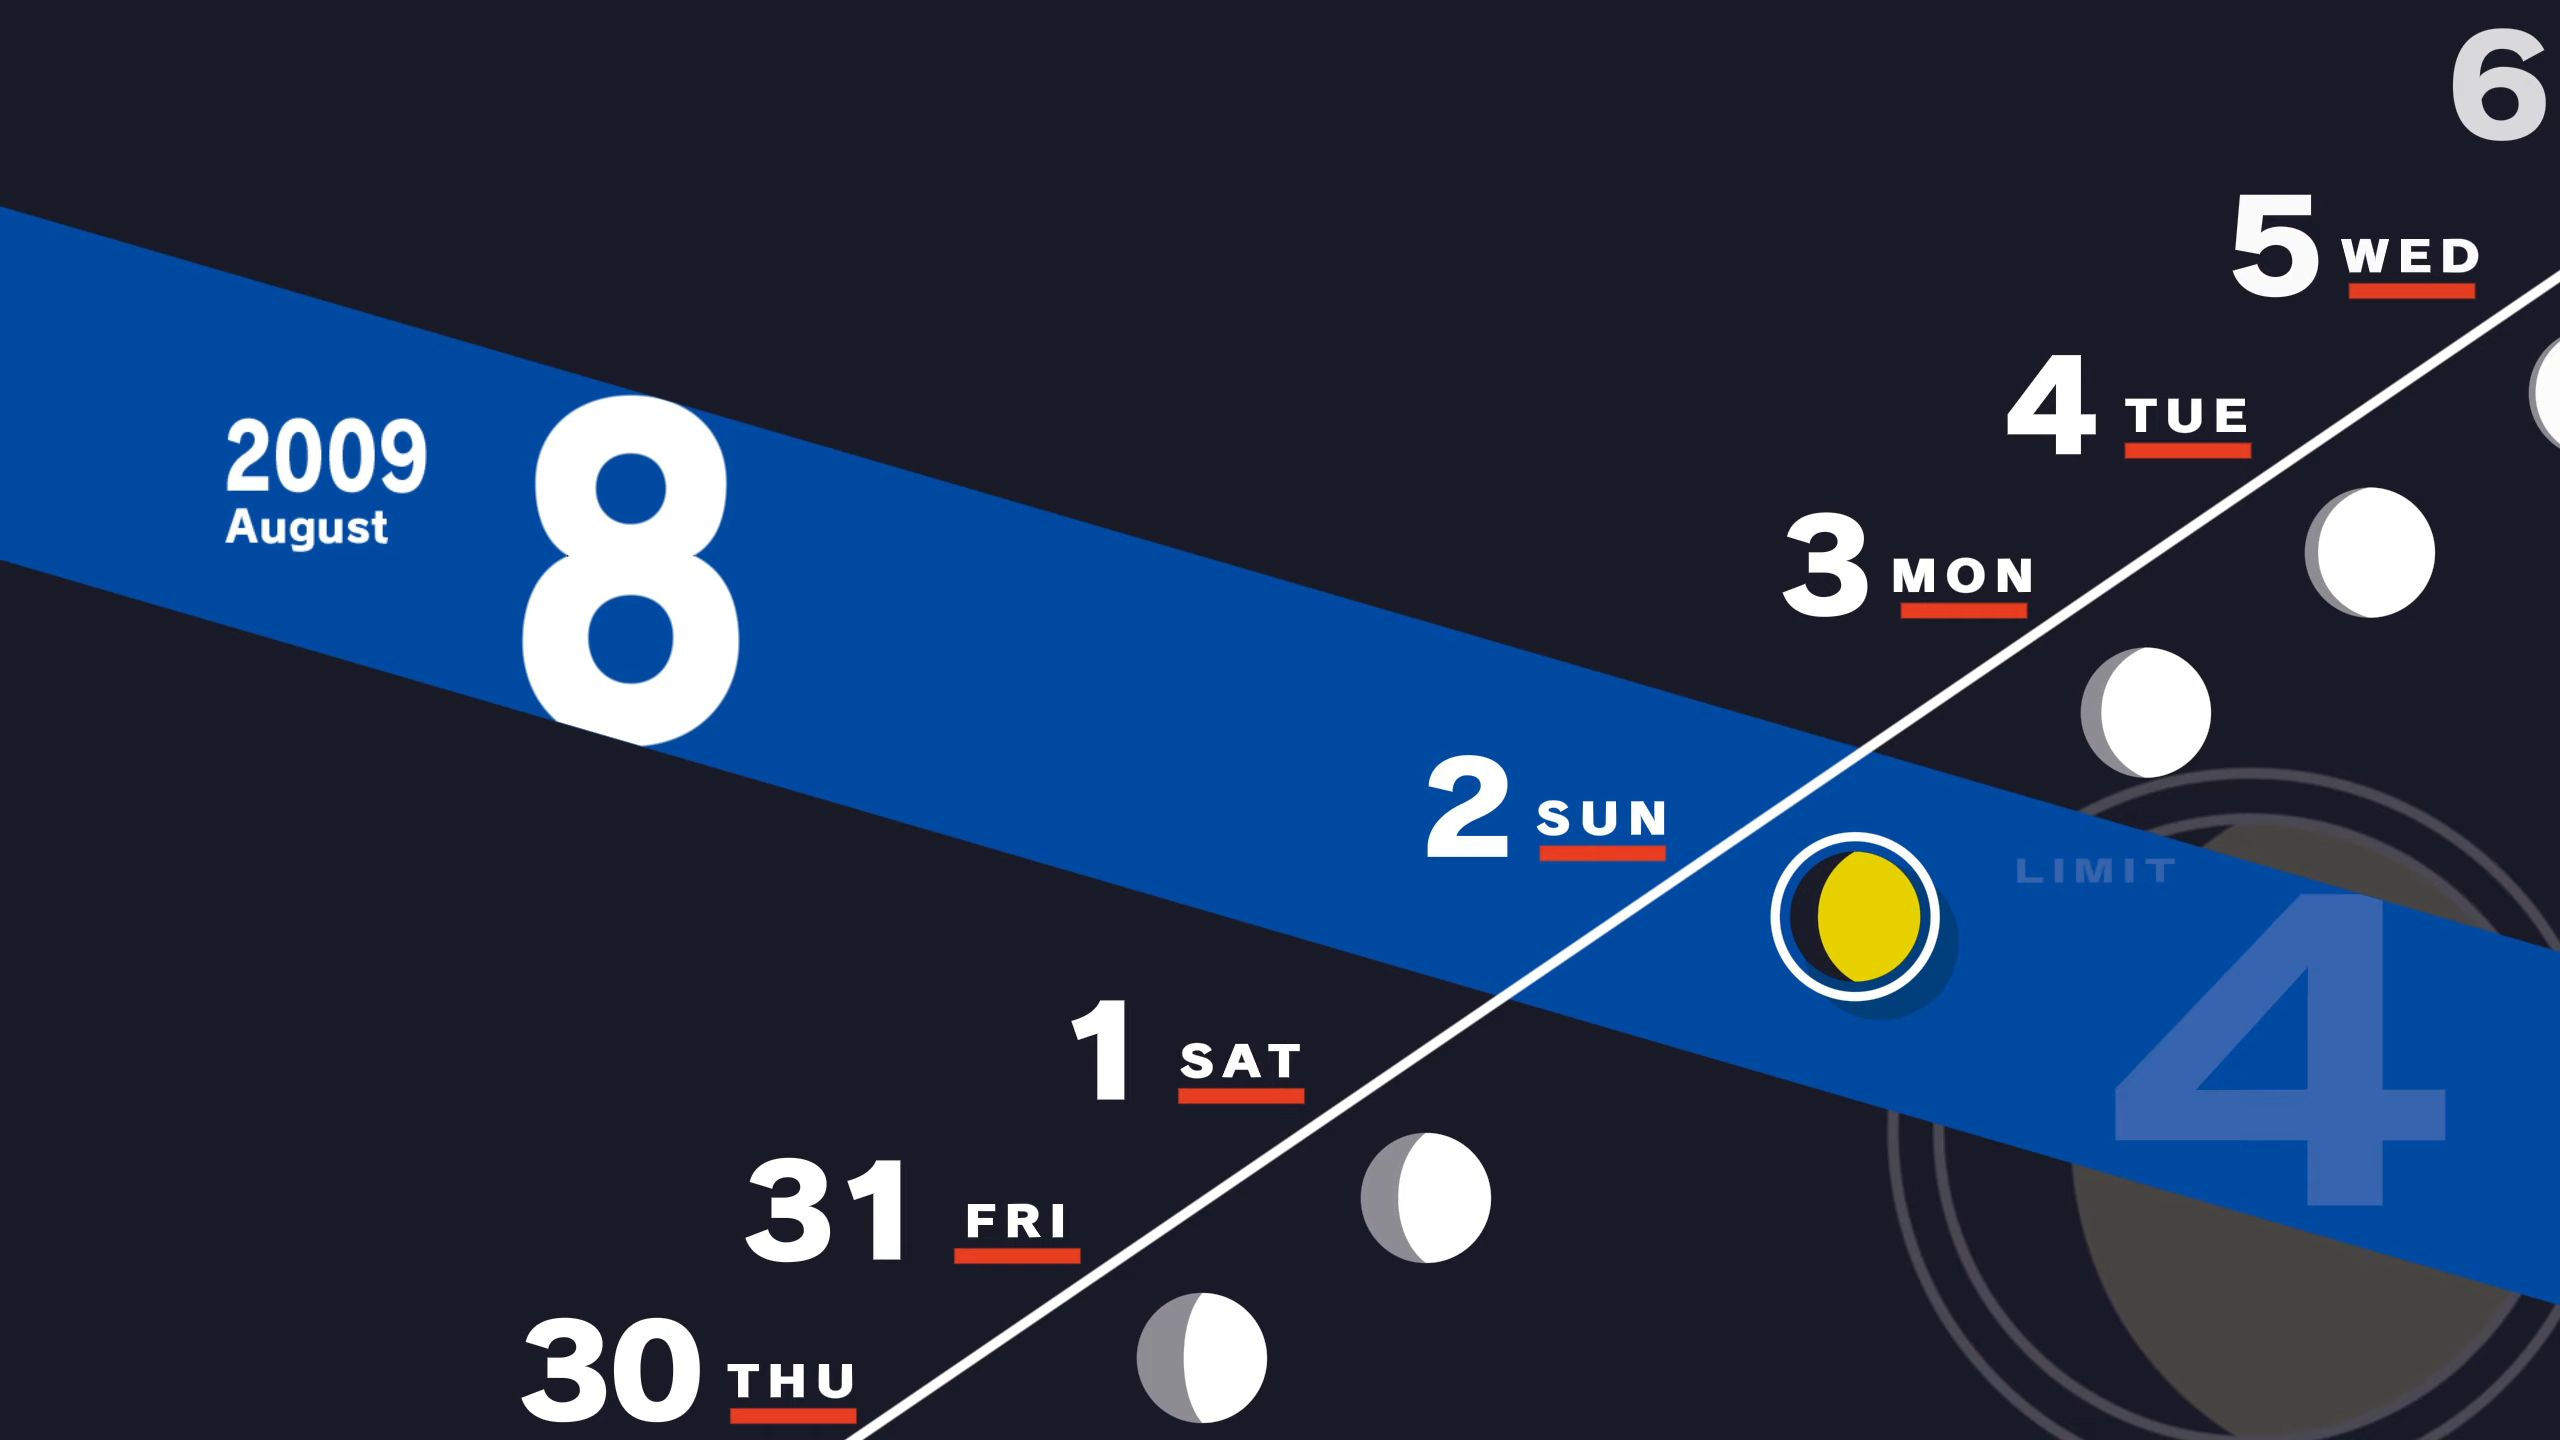 6
5 WED
4 TUE
3 MON
2009
August
8
2 SUN
LIMIT
4
1 SAT
31 FRI
30 THU